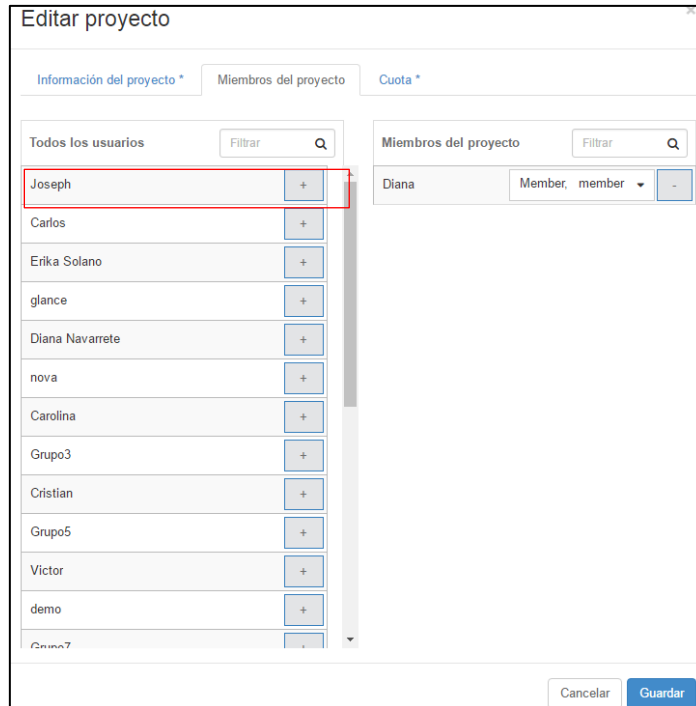 Editar proyecto
×
Información del proyecto *
Miembros del proyecto
Cuota *
Todos los usuarios
Filtrar
Joseph
+
Carlos
+
Erika Solano
+
glance
+
Diana Navarrete
+
nova
+
Carolina
+
Grupo3
+
Cristian
+
Grupo5
+
Victor
+
demo
+
Grupo7
Miembros del proyecto
Filtrar
Diana
Member, member
-
Cancelar
Guardar